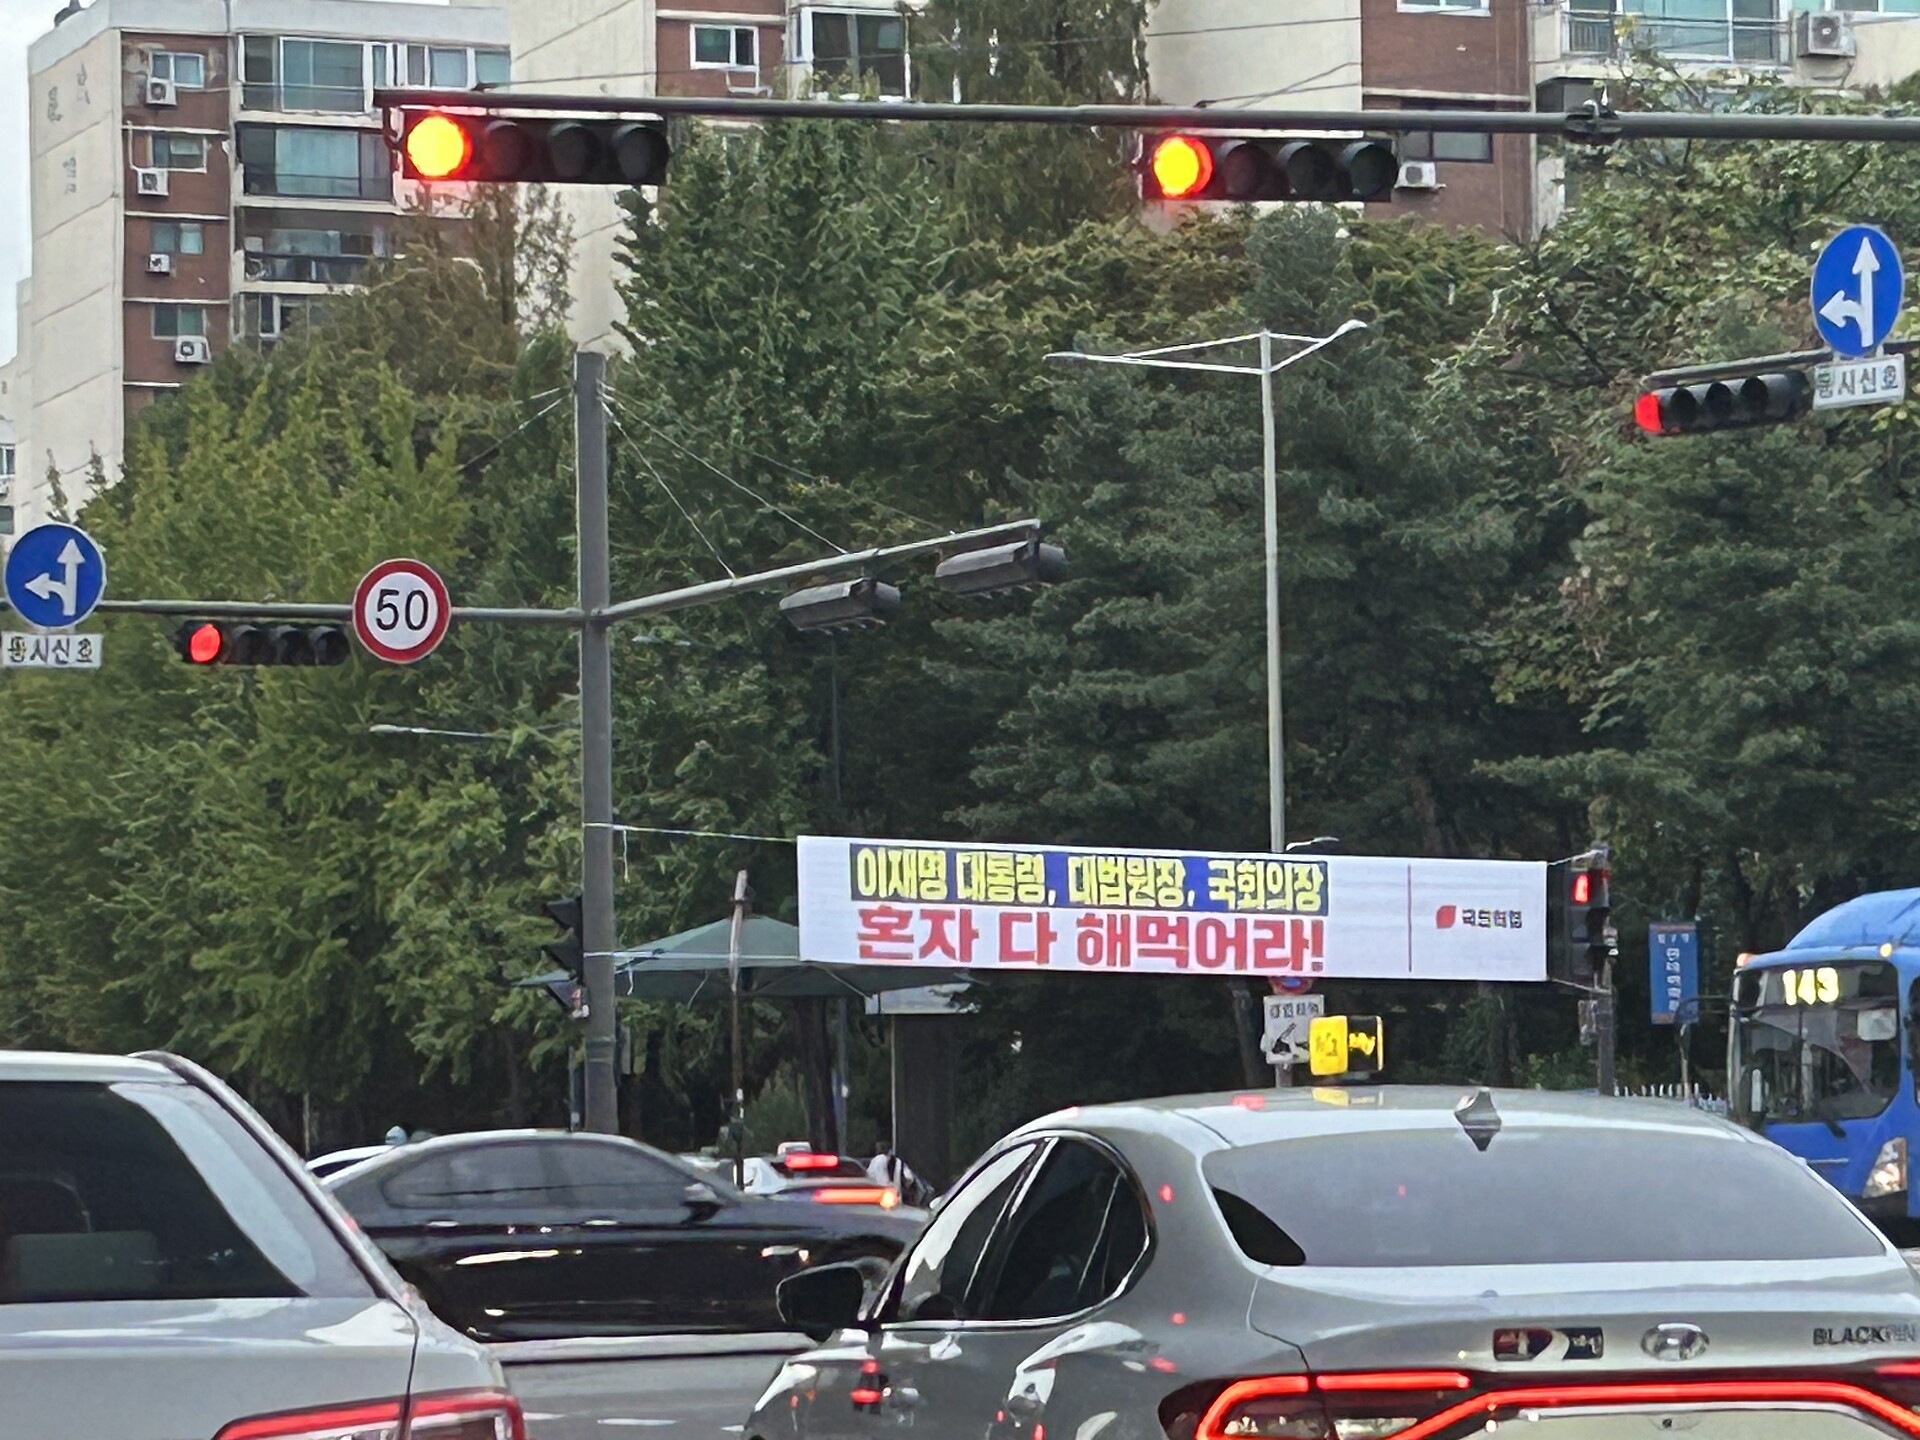 50
동시신호
동시신호
이재명 대통령, 대법원장, 국회의장
혼자 다 해먹어라!
국민의힘
143
BLACK